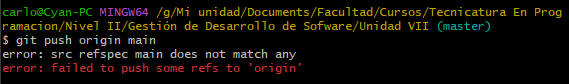 carlo@Cyan-PC MINGW64 /g/Mi unidad/Documents/Facultad/Cursos/Tecnicatura En Prog
ramacion/Nivel II/Gestión de Desarrollo de Sofware/Unidad VII (master)
$ git push origin main
error: src refspec main does not match any
error: failed to push some refs to 'origin'